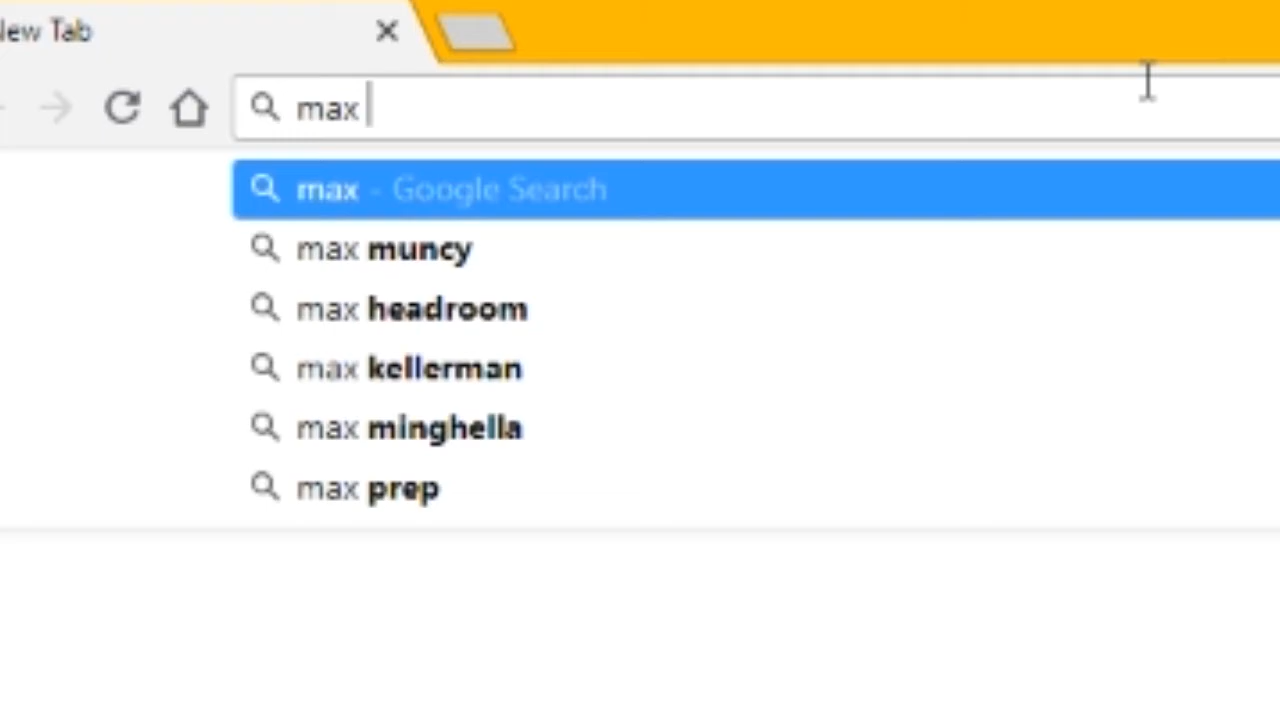 New Tab
max
max - Google Search
max muncy
max headroom
max kellerman
max minghella
max prep